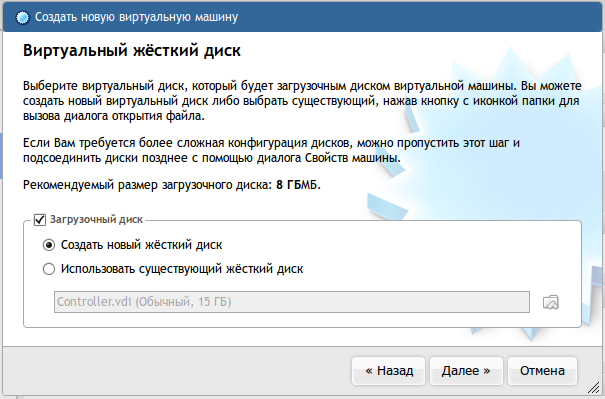 Создать новую виртуальную машину
Виртуальный жёсткий диск
Выберите виртуальный диск, который будет загрузочным диском виртуальной машины. Вы можете
создать новый виртуальный диск либо выбрать существующий, нажав кнопку с иконкой папки для
вызова диалога открытия файла.
Если Вам требуется более сложная конфигурация дисков, можно пропустить этот шаг и
подсоединить диски позднее с помощью диалога Свойств машины.
Рекомендуемый размер загрузочного диска: 8 ГБМБ.
Загрузочный диск
Создать новый жёсткий диск
Использовать существующий жёсткий диск
Controller.vdi (Обычный, 15 ГБ)
« Назад
Далее »
Отмена